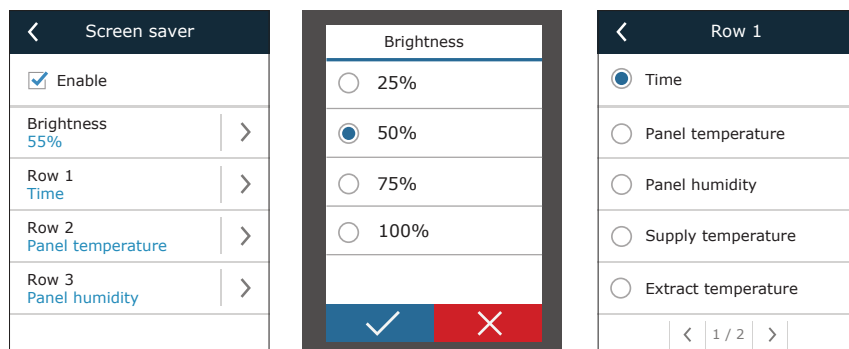 Screen saver
Enable
Brightness
55%
Row 1
Time
Row 2
Panel temperature
Row 3
Panel humidity
Brightness
25%
50%
75%
100%
Row 1
Time
Panel temperature
Panel humidity
Supply temperature
Extract temperature
1 / 2